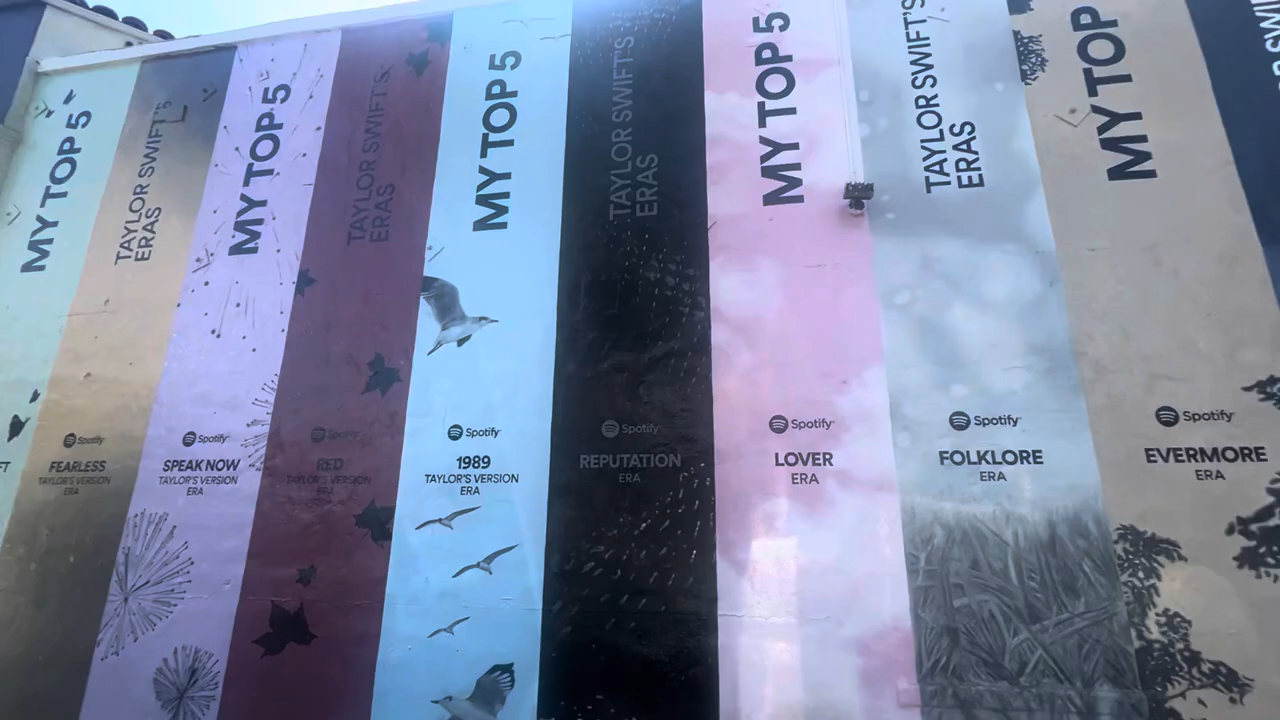 MY TOP 5
TAYLOR SWIFT'S
ERAS
MY TOP 5
TAYLOR SWIFT'S
ERAS
MY TOP 5
TAYLOR SWIFT'S
ERAS
MY TOP 5
TAYLOR SWIFT'S
ERAS
MY TOP
Spotify
FEARLESS
TAYLOR'S VERSION
ERA
Spotify
SPEAK NOW
TAYLOR'S VERSION
ERA
Spotify
RED
TAYLOR'S VERSION
ERA
Spotify
1989
TAYLOR'S VERSION
ERA
Spotify
REPUTATION
ERA
Spotify
LOVER
ERA
Spotify
FOLKLORE
ERA
Spotify
EVERMORE
ERA